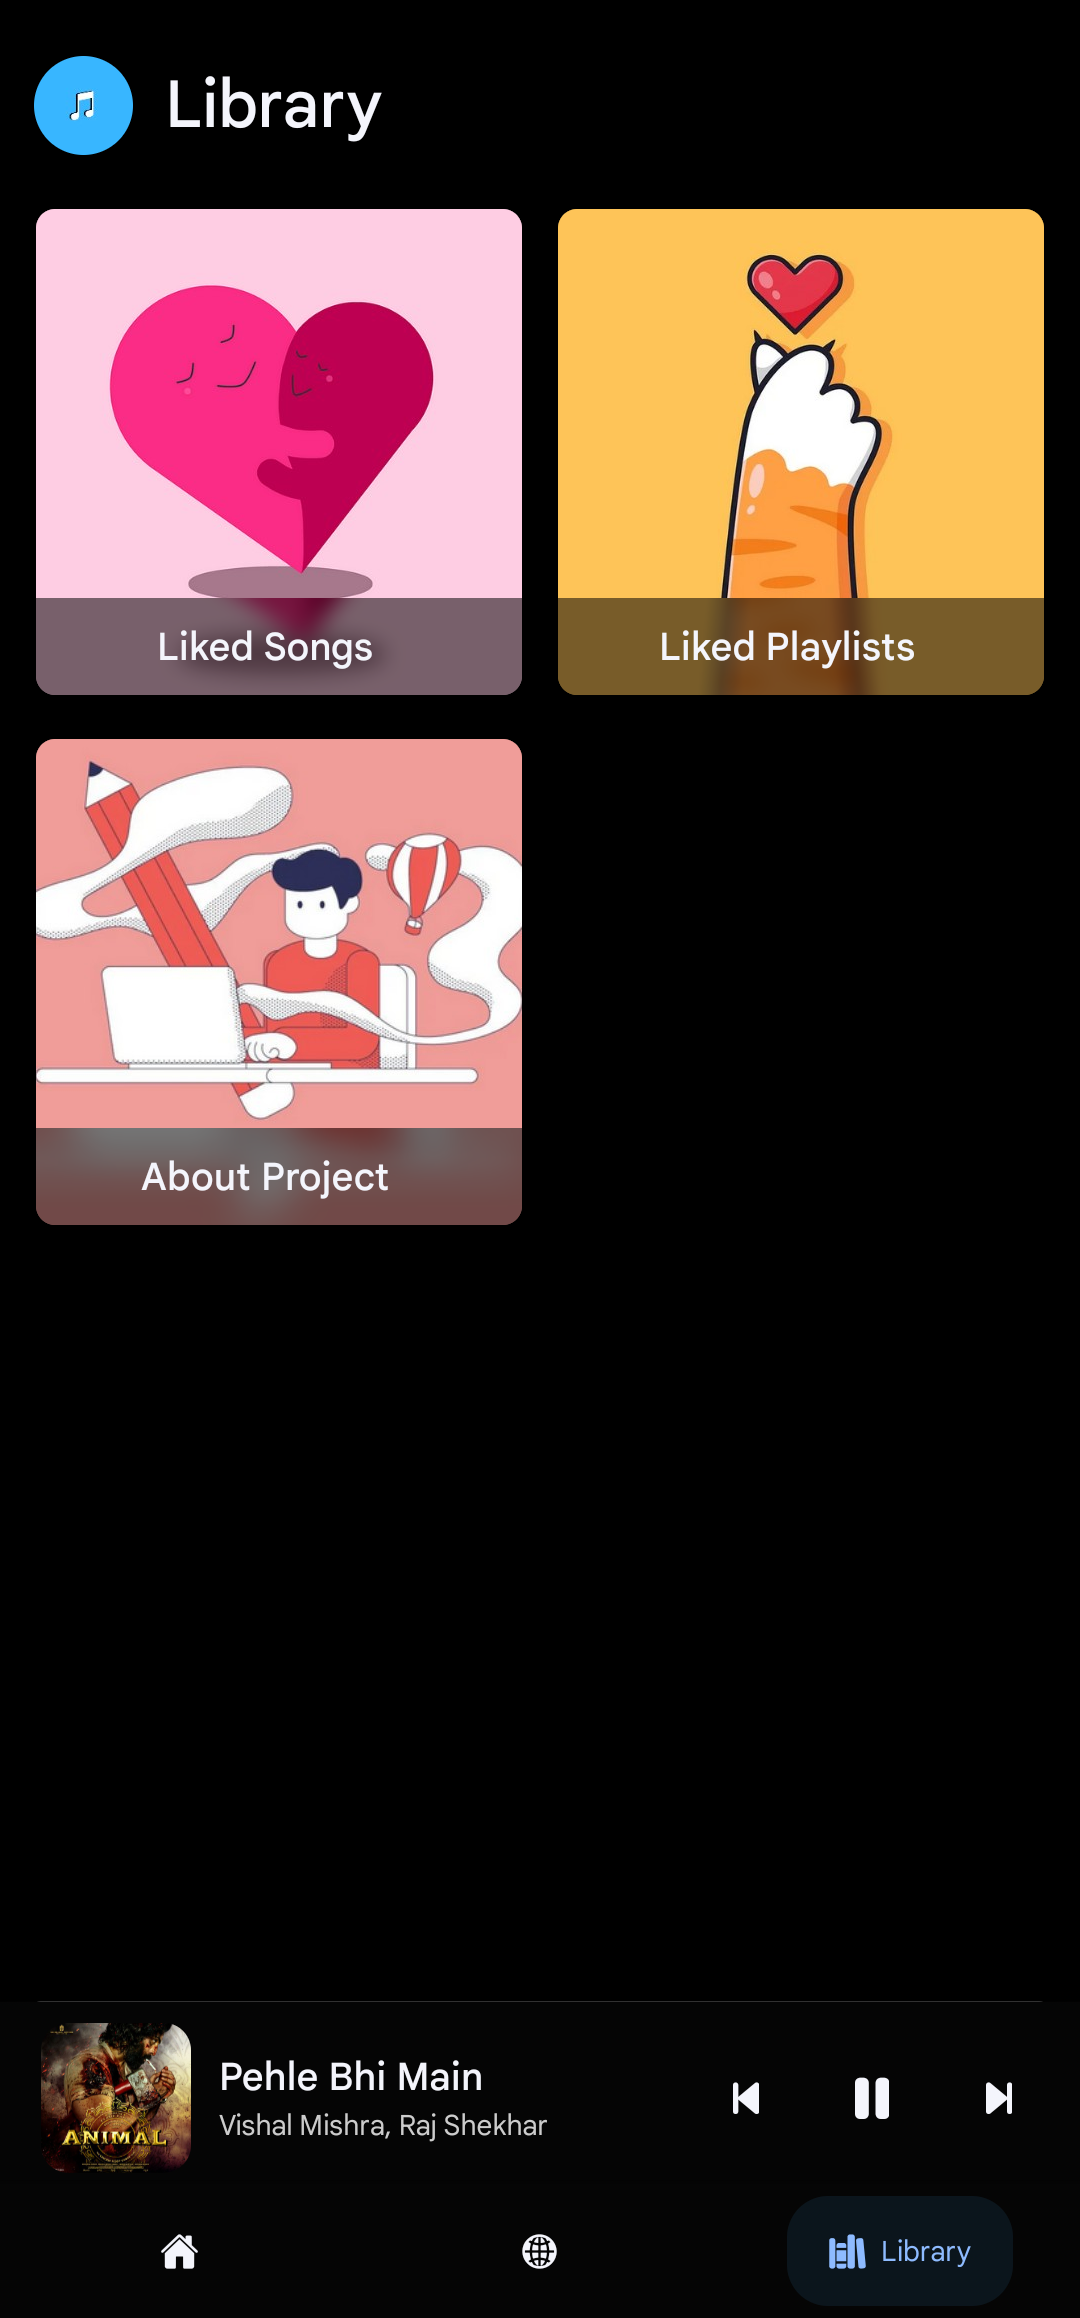 Library
Liked Songs
Liked Playlists
About Project
ANIMAL
Pehle Bhi Main
Vishal Mishra, Raj Shekhar
Library